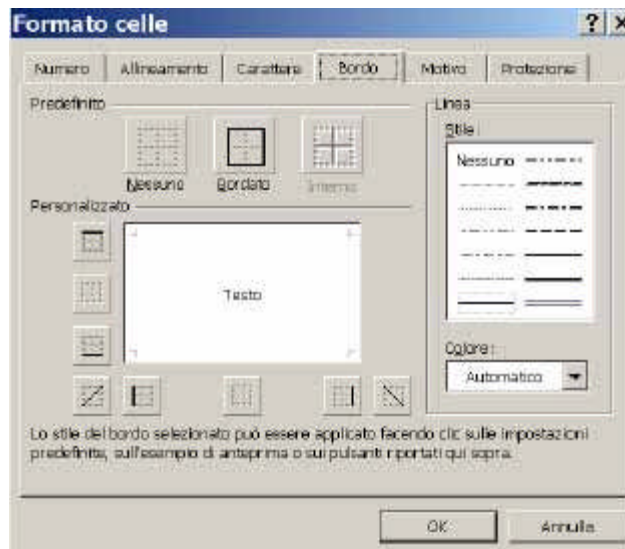 Formato celle
Numero Allineamento Carattere Bordo Motivo Protezione
Predefinito
Nessuno Bordato Interno
Personalizzato
Testo
Linea
Stile:
Nessuno
Colore:
Automatico
Lo stile del bordo selezionato può essere applicato facendo clic sulle impostazioni
predefinite, sull'esempio di anteprima o sui pulsanti riportati qui sopra.
OK Annulla